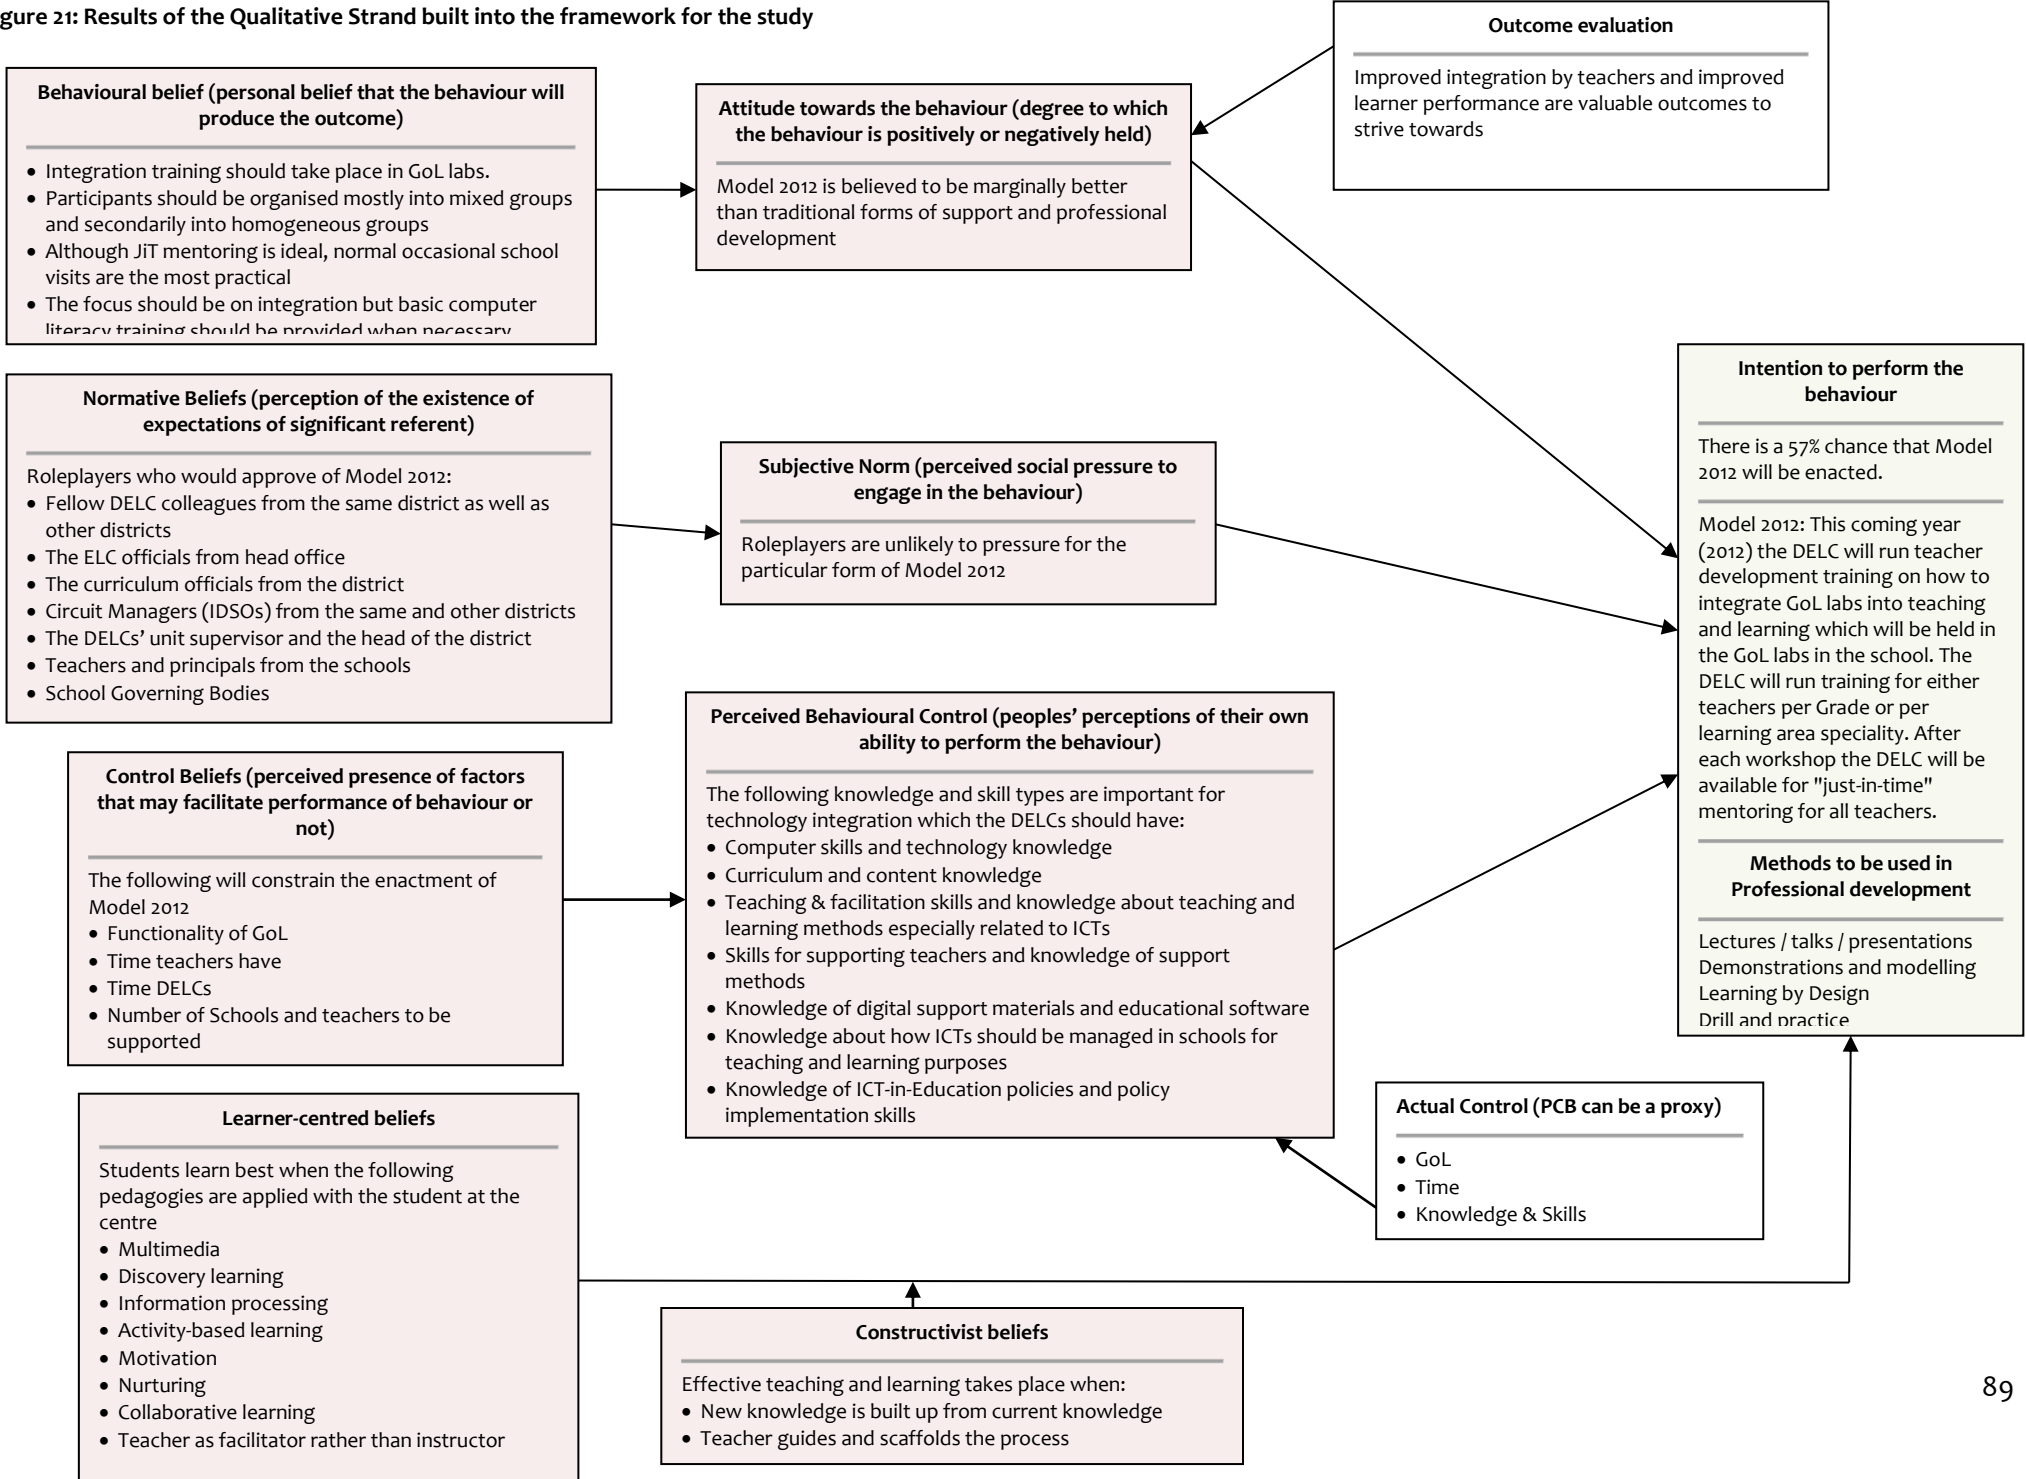 gure 21: Results of the Qualitative Strand built into the framework for the study
Outcome evaluation
Improved integration by teachers and improved
learner performance are valuable outcomes to
strive towards
Behavioural belief (personal belief that the behaviour will
produce the outcome)
• Integration training should take place in GoL labs.
• Participants should be organised mostly into mixed groups
and secondarily into homogeneous groups
• Although JiT mentoring is ideal, normal occasional school
visits are the most practical
• The focus should be on integration but basic computer
literacy training should be provided when necessary
Attitude towards the behaviour (degree to which
the behaviour is positively or negatively held)
Model 2012 is believed to be marginally better
than traditional forms of support and professional
development
Normative Beliefs (perception of the existence of
expectations of significant referent)
Roleplayers who would approve of Model 2012:
• Fellow DELC colleagues from the same district as well as
other districts
• The ELC officials from head office
• The curriculum officials from the district
• Circuit Managers (IDSOs) from the same and other districts
• The DELCs’ unit supervisor and the head of the district
• Teachers and principals from the schools
• School Governing Bodies
Subjective Norm (perceived social pressure to
engage in the behaviour)
Roleplayers are unlikely to pressure for the
particular form of Model 2012
Intention to perform the
behaviour
There is a 57% chance that Model
2012 will be enacted.
Model 2012: This coming year
(2012) the DELC will run teacher
development training on how to
integrate GoL labs into teaching
and learning which will be held in
the GoL labs in the school. The
DELC will run training for either
teachers per Grade or per
learning area speciality. After
each workshop the DELC will be
available for "just-in-time"
mentoring for all teachers.
Methods to be used in
Professional development
Lectures / talks / presentations
Demonstrations and modelling
Learning by Design
Drill and practice
Control Beliefs (perceived presence of factors
that may facilitate performance of behaviour or
not)
The following will constrain the enactment of
Model 2012
• Functionality of GoL
• Time teachers have
• Time DELCs
• Number of Schools and teachers to be
supported
Perceived Behavioural Control (peoples’ perceptions of their own
ability to perform the behaviour)
The following knowledge and skill types are important for
technology integration which the DELCs should have:
• Computer skills and technology knowledge
• Curriculum and content knowledge
• Teaching & facilitation skills and knowledge about teaching and
learning methods especially related to ICTs
• Skills for supporting teachers and knowledge of support
methods
• Knowledge of digital support materials and educational software
• Knowledge about how ICTs should be managed in schools for
teaching and learning purposes
• Knowledge of ICT-in-Education policies and policy
implementation skills
Actual Control (PCB can be a proxy)
• GoL
• Time
• Knowledge & Skills
Learner-centred beliefs
Students learn best when the following
pedagogies are applied with the student at the
centre
• Multimedia
• Discovery learning
• Information processing
• Activity-based learning
• Motivation
• Nurturing
• Collaborative learning
• Teacher as facilitator rather than instructor
Constructivist beliefs
Effective teaching and learning takes place when:
• New knowledge is built up from current knowledge
• Teacher guides and scaffolds the process
89